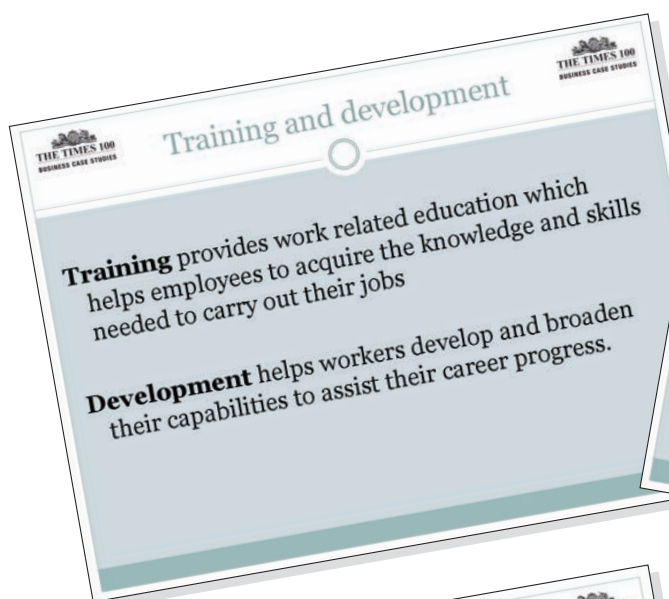 THE TIMES 100
BUSINESS CASE STUDIES
Training and development
THE TIMES 100
BUSINESS CASE STUDIES
Training provides work related education which
helps employees to acquire the knowledge and skills
needed to carry out their jobs
Development helps workers develop and broaden
their capabilities to assist their career progress.